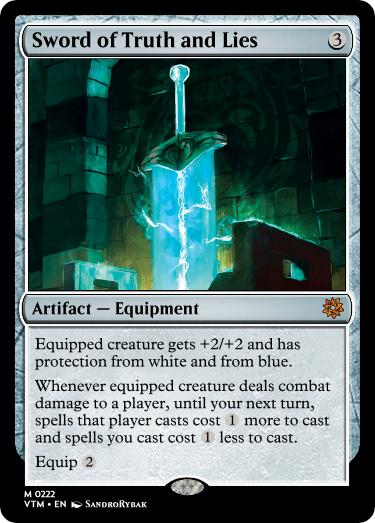 Sword of Truth and Lies 3
Artifact — Equipment
Equipped creature gets +2/+2 and has
protection from white and from blue.
Whenever equipped creature deals combat
damage to a player, until your next turn,
spells that player casts cost 1 more to cast
and spells you cast cost 1 less to cast.
Equip 2
M 0222
VTM • EN SandroRybak